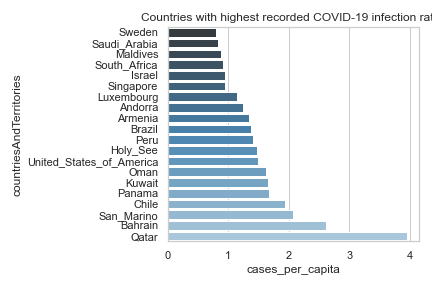 Countries with highest recorded COVID-19 infection rat
countriesAndTerritories
Sweden
Saudi_Arabia
Maldives
South_Africa
Israel
Singapore
Luxembourg
Andorra
Armenia
Brazil
Peru
Holy_See
United_States_of_America
Oman
Kuwait
Panama
Chile
San_Marino
Bahrain
Qatar
0 1 2 3 4
cases_per_capita